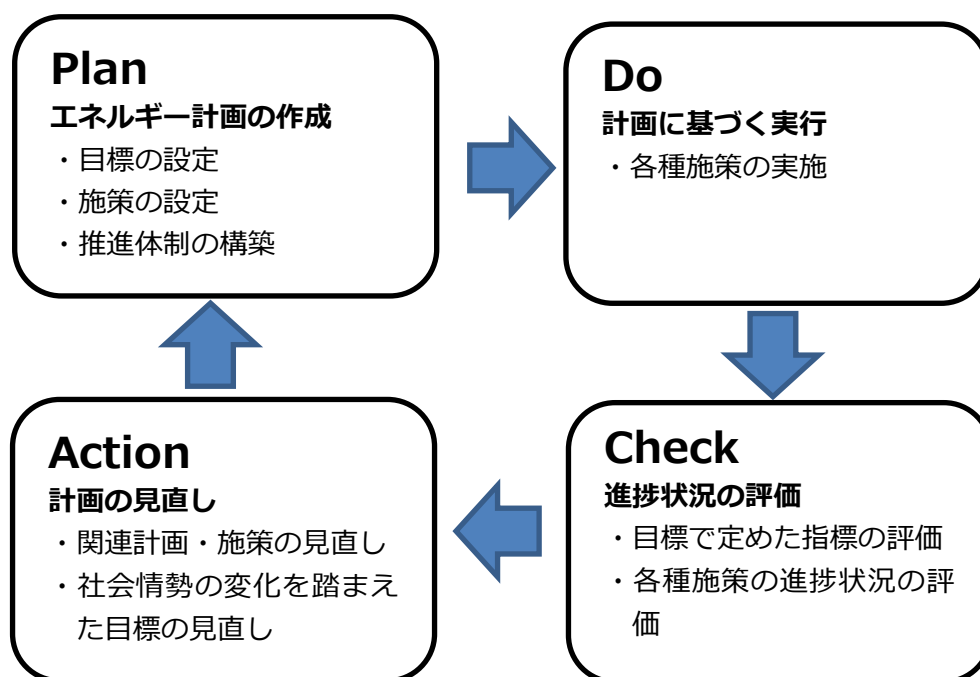 Plan
エネルギー計画の作成
・目標の設定
・施策の設定
・推進体制の構築
Do
計画に基づく実行
・各種施策の実施
Check
進捗状況の評価
・目標で定めた指標の評価
・各種施策の進捗状況の評
価
Action
計画の見直し
・関連計画・施策の見直し
・社会情勢の変化を踏まえ
た目標の見直し